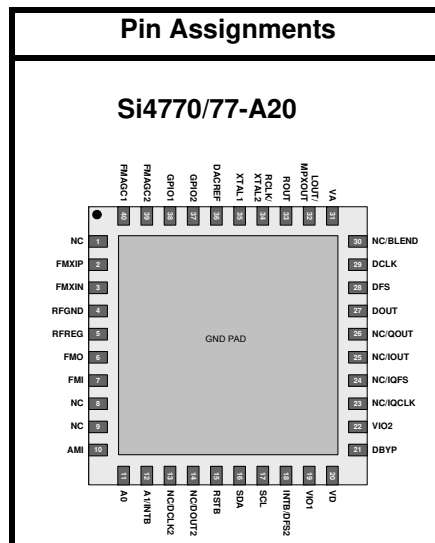 Pin Assignments
Si4770/77-A20
FMAGC1
FMAGC2
GPIO1
GPIO2
DACREF
XTAL1
RCLK/
XTAL2
ROUT
LOUT/
MPXOUT
VA
40
39
38
37
36
35
34
33
32
31
NC 1
FMXIP 2
FMXIN 3
RFGND 4
RFREG 5
FMO 6
FMI 7
NC 8
NC 9
AMI 10
GND PAD
30 NC/BLEND
29 DCLK
28 DFS
27 DOUT
26 NC/QOUT
25 NC/IOUT
24 NC/IQFS
23 NC/IQCLK
22 VIO2
21 DBYP
11
12
13
14
15
16
17
18
19
20
A0
A1/INTB
NC/DCLK2
NC/DOUT2
RSTB
SDA
SCL
INTB/DFS2
VIO1
VD